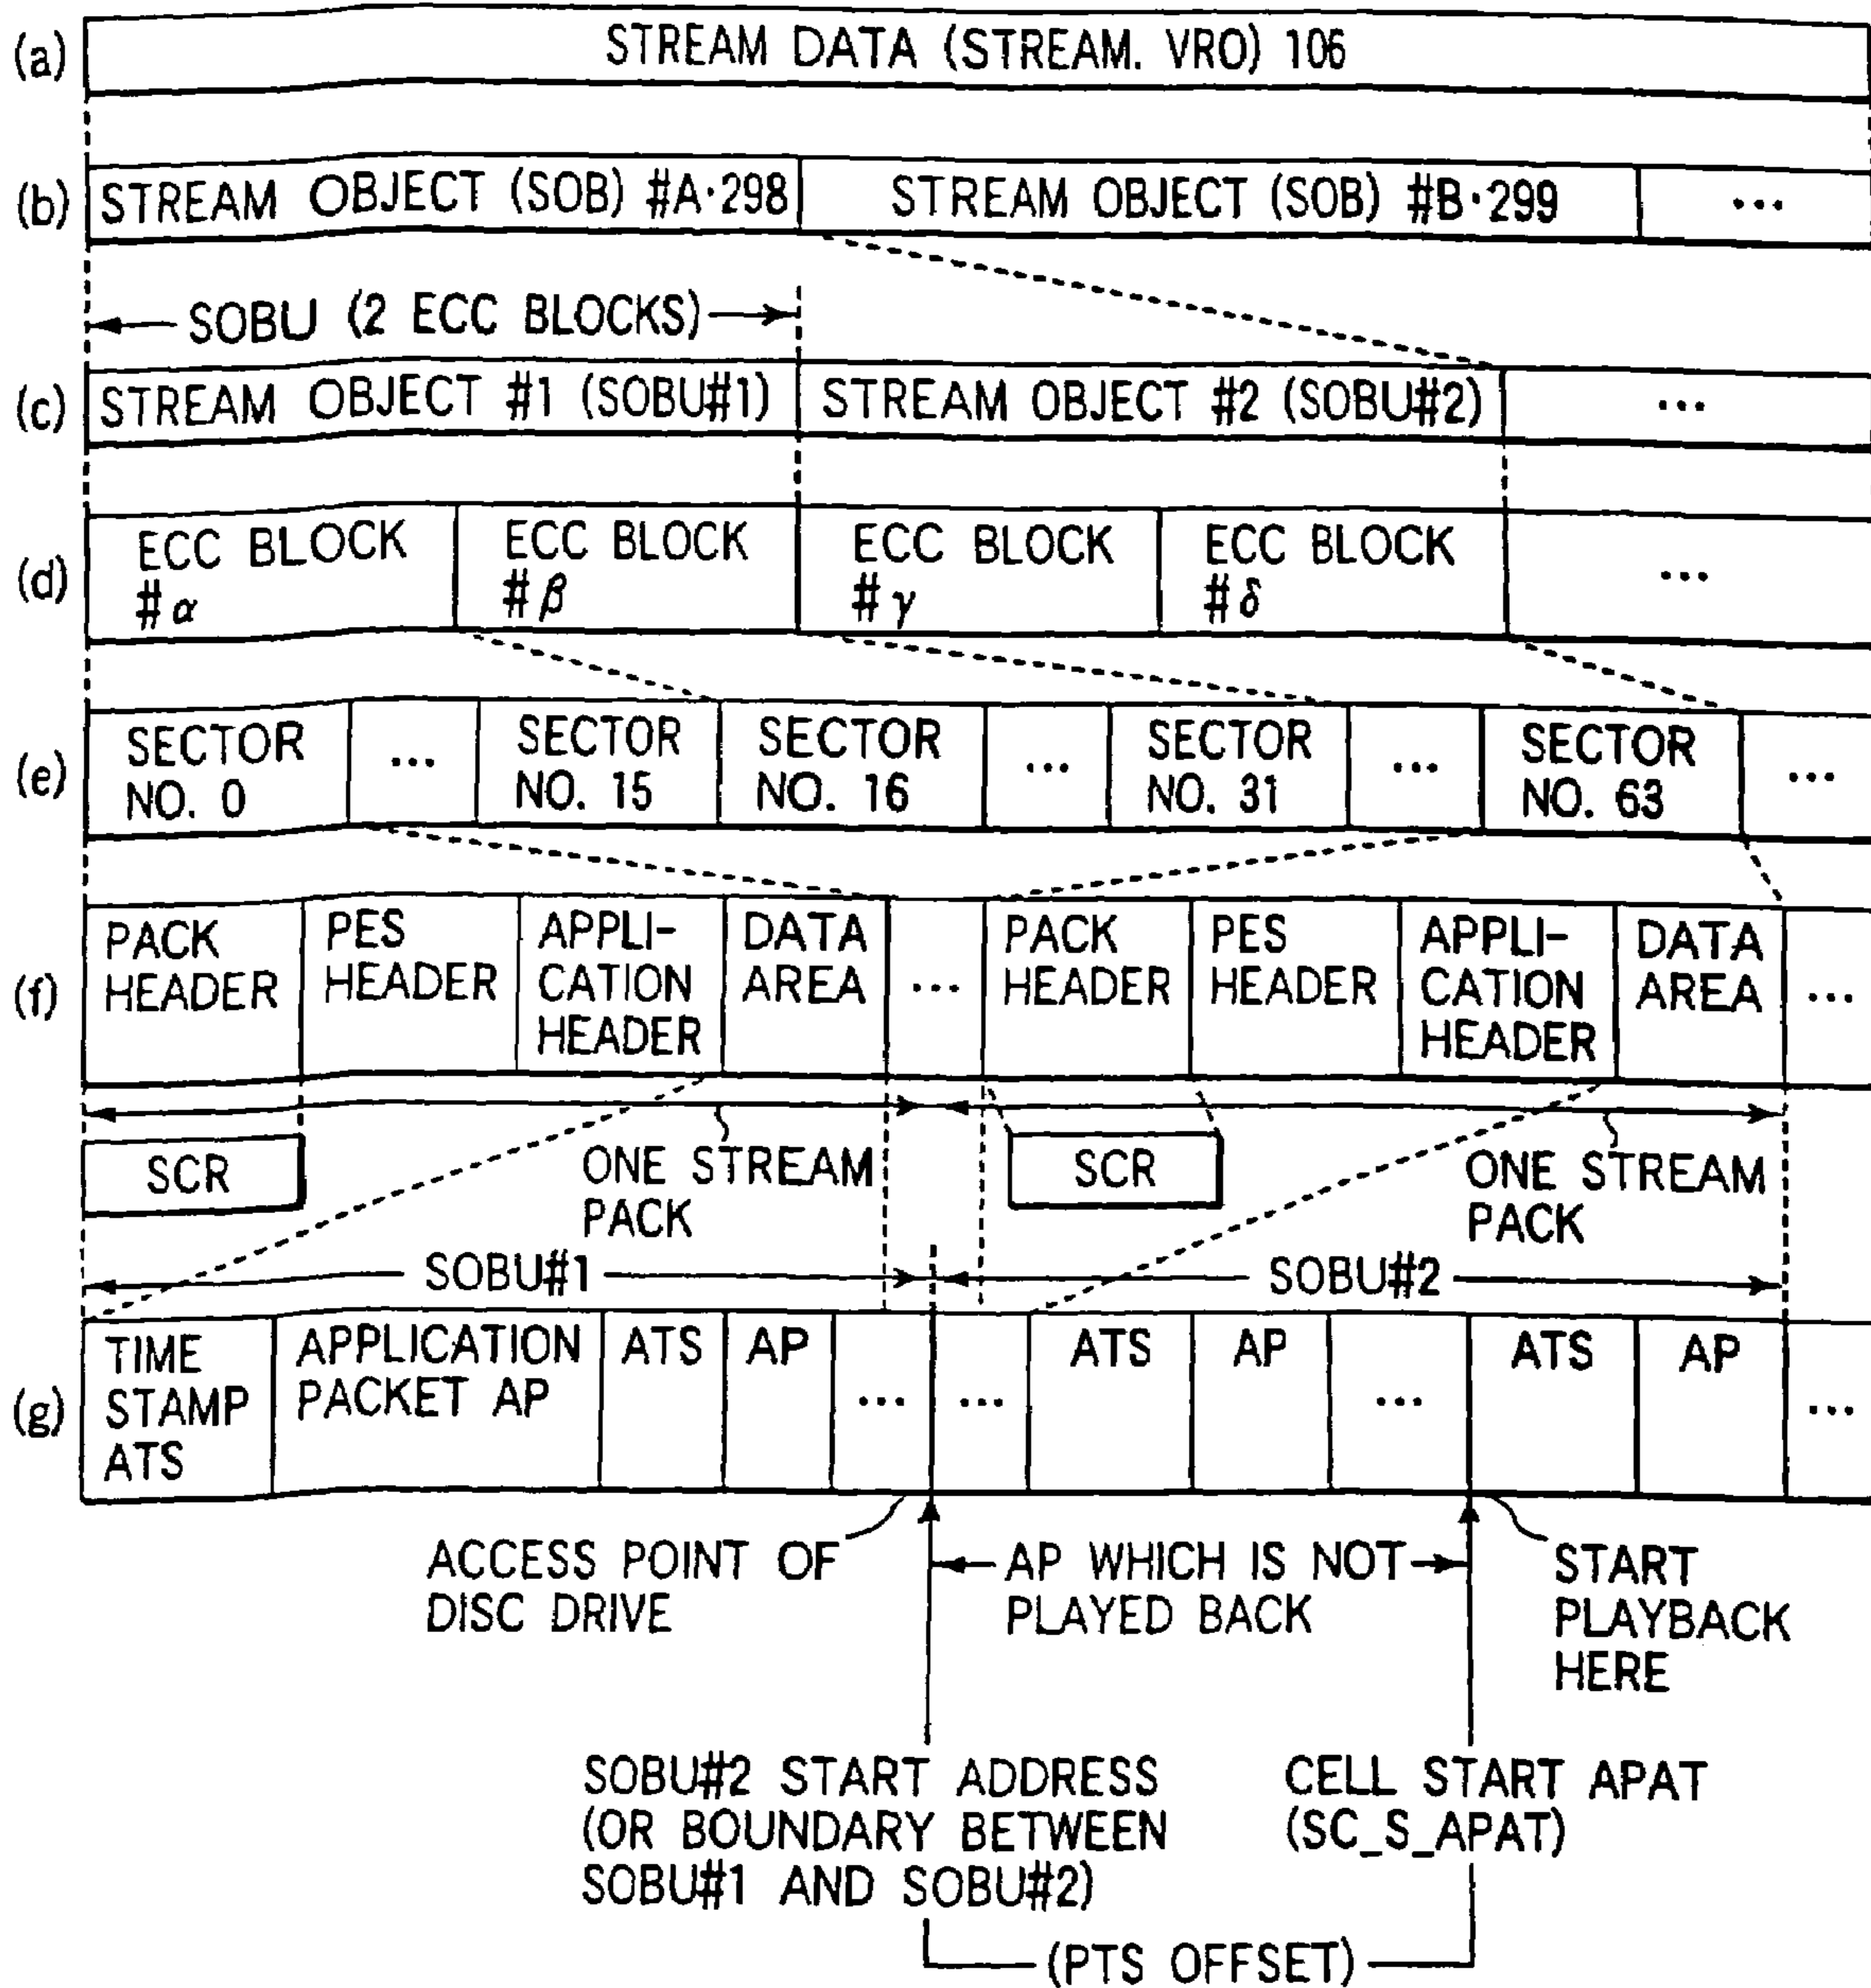 (a) STREAM DATA (STREAM. VRO) 106
(b) STREAM OBJECT (SOB) #A·298 STREAM OBJECT (SOB) #B·299 ...
SOBU (2 ECC BLOCKS)
(c) STREAM OBJECT #1 (SOBU#1) STREAM OBJECT #2 (SOBU#2) ...
(d) ECC BLOCK #α ECC BLOCK #β ECC BLOCK #γ ECC BLOCK #δ ...
(e) SECTOR NO. 0 ... SECTOR NO. 15 SECTOR NO. 16 ... SECTOR NO. 31 ... SECTOR NO. 63 ...
(f) PACK HEADER PES HEADER APPLI-CATION HEADER DATA AREA ... PACK HEADER PES HEADER APPLI-CATION HEADER DATA AREA ...
SCR ONE STREAM PACK SCR ONE STREAM PACK
SOBU#1 SOBU#2
(g) TIME STAMP ATS APPLICATION PACKET AP ATS AP ... ... ATS AP ... ATS AP ...
ACCESS POINT OF DISC DRIVE
AP WHICH IS NOT PLAYED BACK
START PLAYBACK HERE
SOBU#2 START ADDRESS
(OR BOUNDARY BETWEEN
SOBU#1 AND SOBU#2)
CELL START APAT
(SC_S_APAT)
(PTS OFFSET)